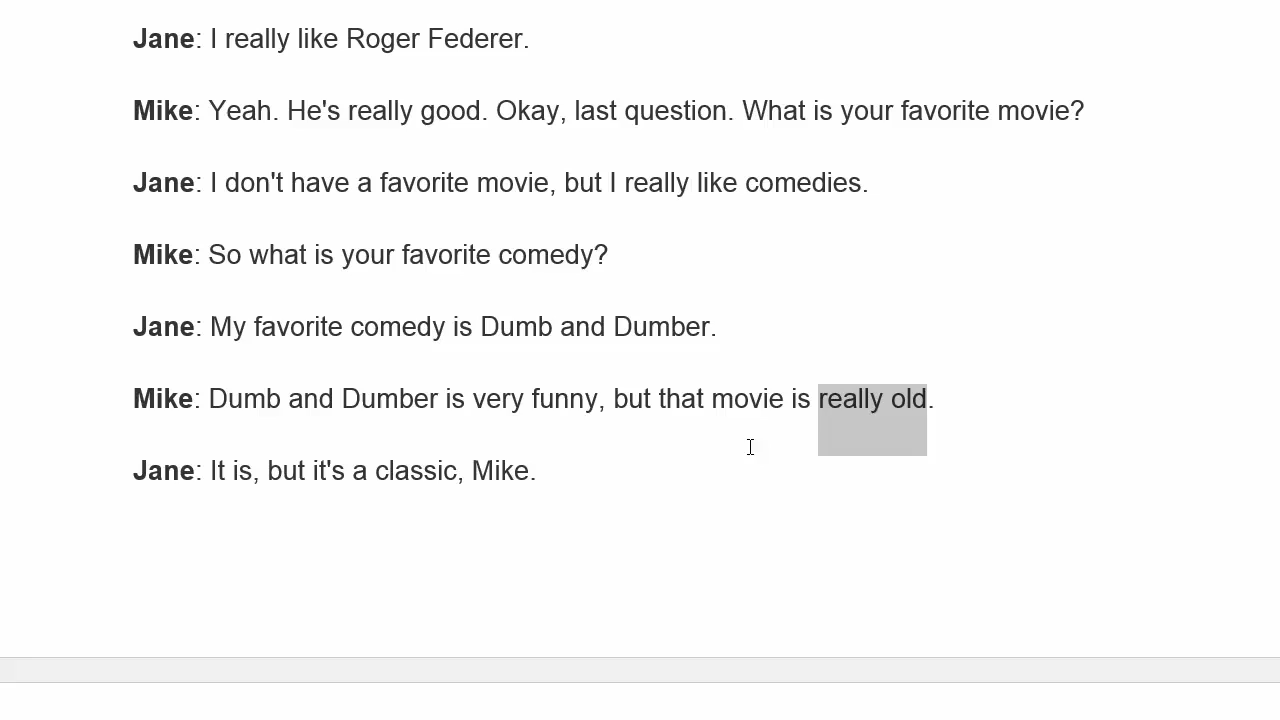 Jane: I really like Roger Federer.
Mike: Yeah. He's really good. Okay, last question. What is your favorite movie?
Jane: I don't have a favorite movie, but I really like comedies.
Mike: So what is your favorite comedy?
Jane: My favorite comedy is Dumb and Dumber.
Mike: Dumb and Dumber is very funny, but that movie is really old.
Jane: It is, but it's a classic, Mike.